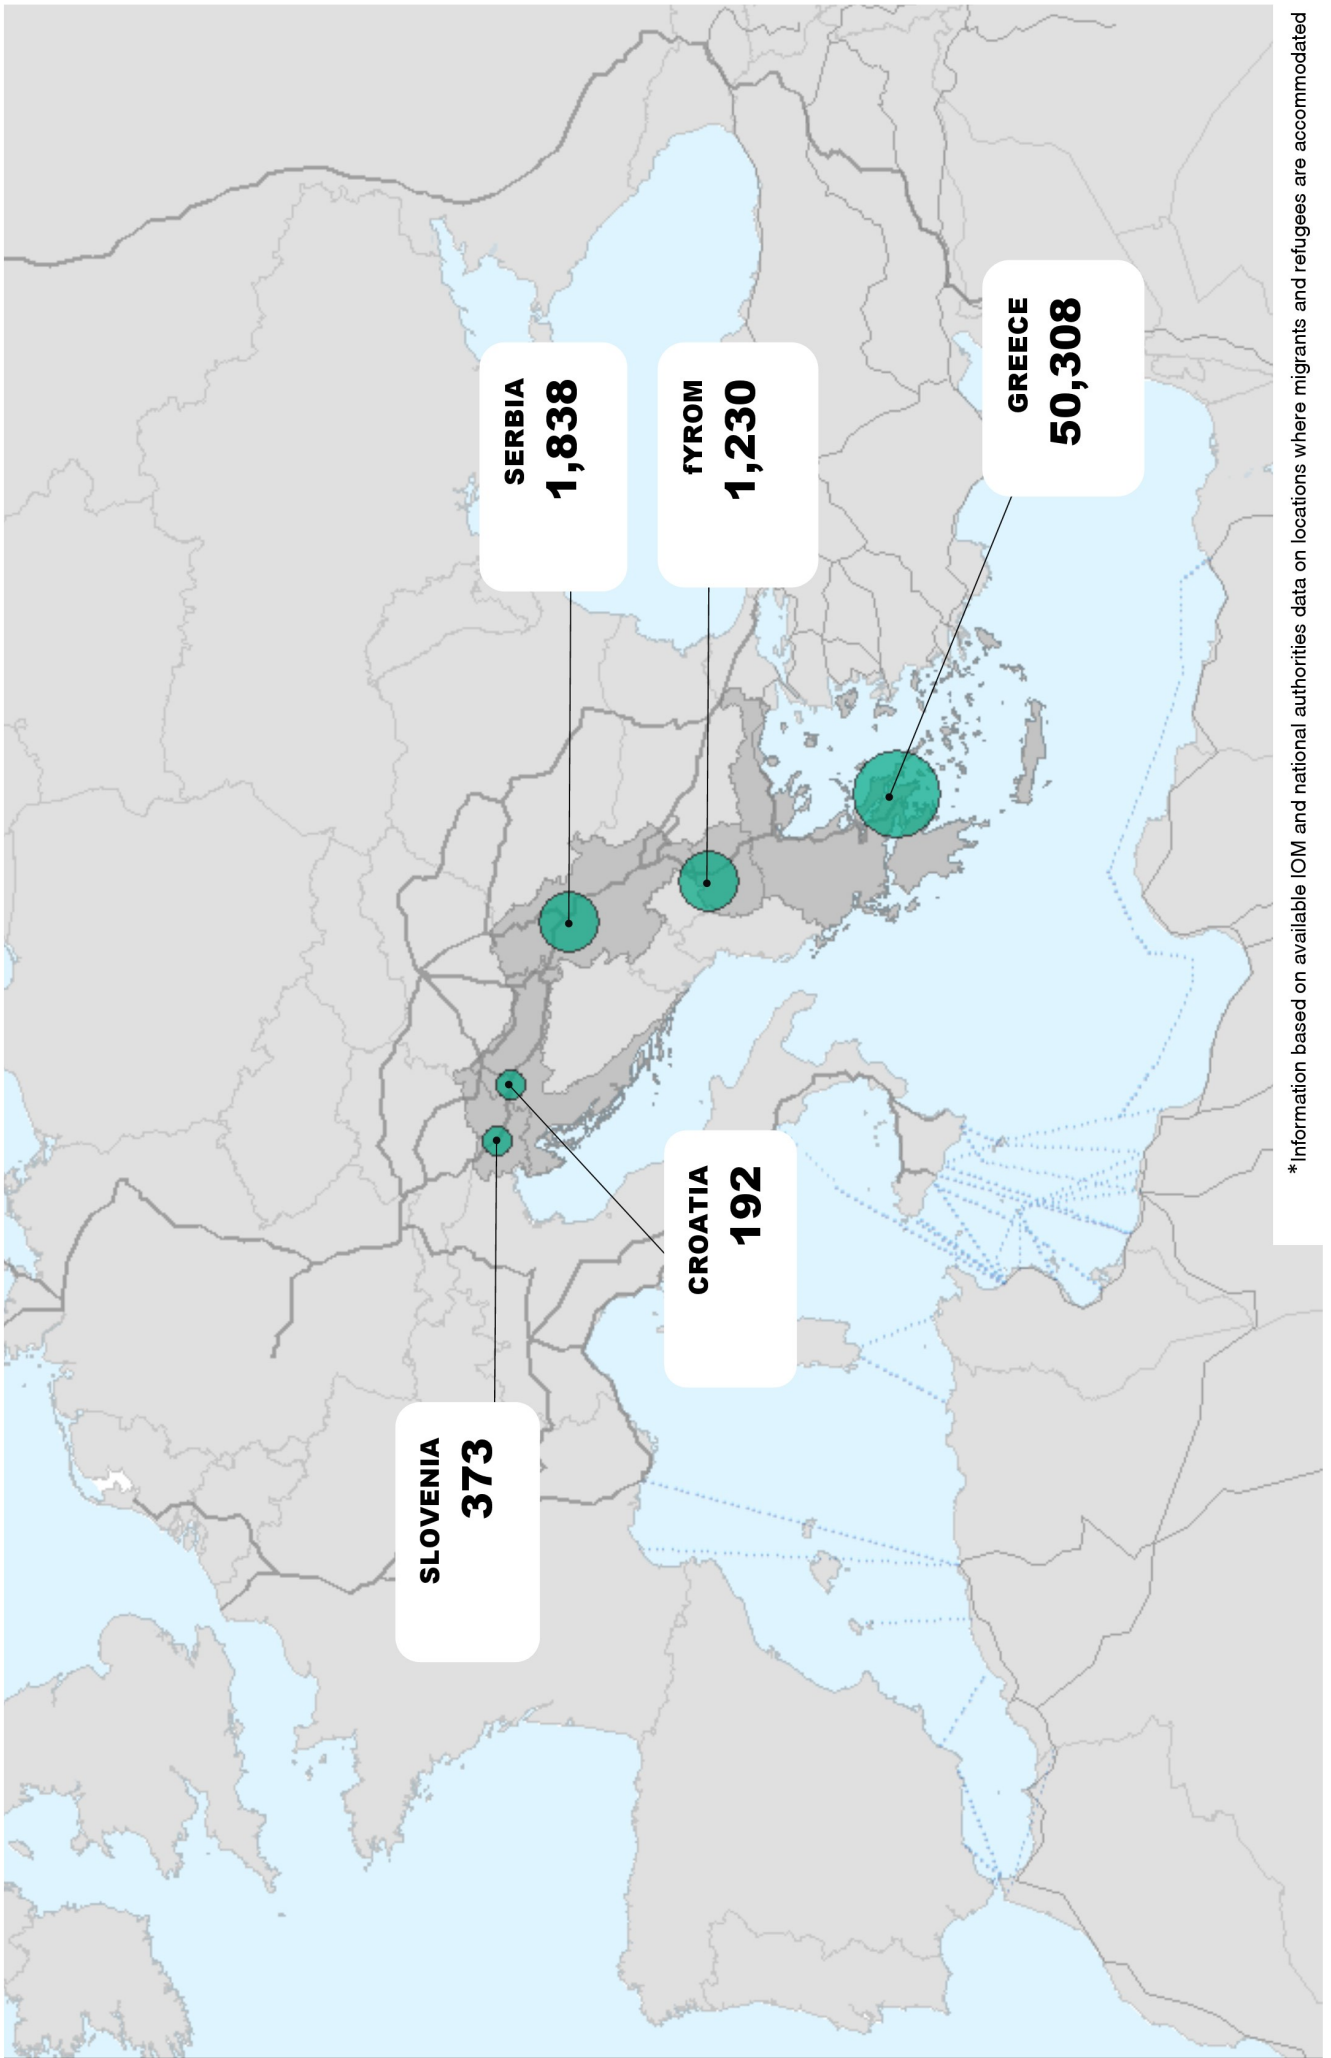 SERBIA
1,838
fYROM
1,230
GREECE
50,308
CROATIA
192
SLOVENIA
373
*Information based on available IOM and national authorities data on locations where migrants and refugees are accommodated